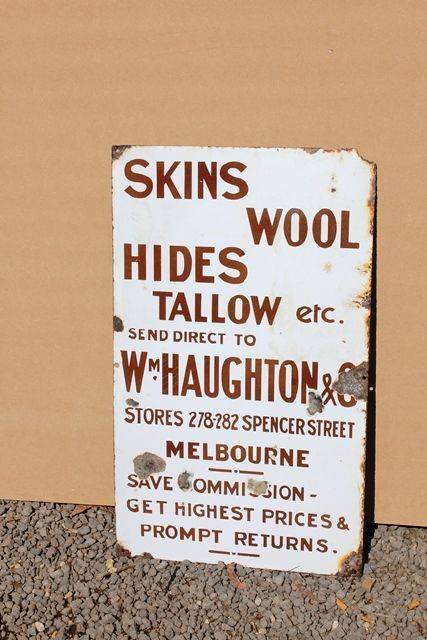 SKINS
WOOL
HIDES
TALLOW etc.
SEND DIRECT TO
WM. HAUGHTON & C
STORES 278-282 SPENCER STREET
MELBOURNE
SAVE COMMISSION -
GET HIGHEST PRICES &
PROMPT RETURNS.